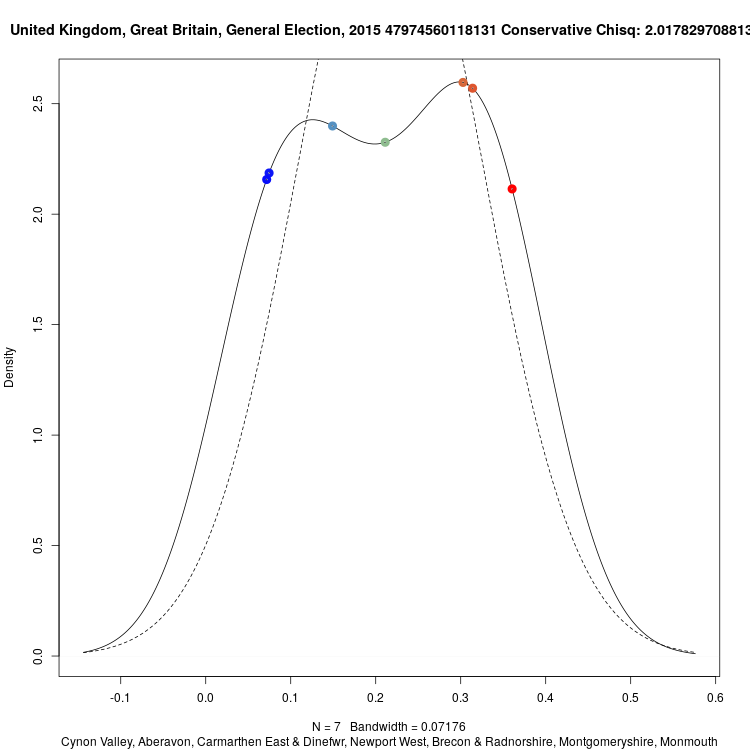 United Kingdom, Great Britain, General Election, 2015 47974560118131 Conservative Chisq: 2.017829708813
Density
2.5
2.0
1.5
1.0
0.5
0.0
-0.1 0.0 0.1 0.2 0.3 0.4 0.5 0.6
N = 7 Bandwidth = 0.07176
Cynon Valley, Aberavon, Carmarthen East & Dinefwr, Newport West, Brecon & Radnorshire, Montgomeryshire, Monmouth